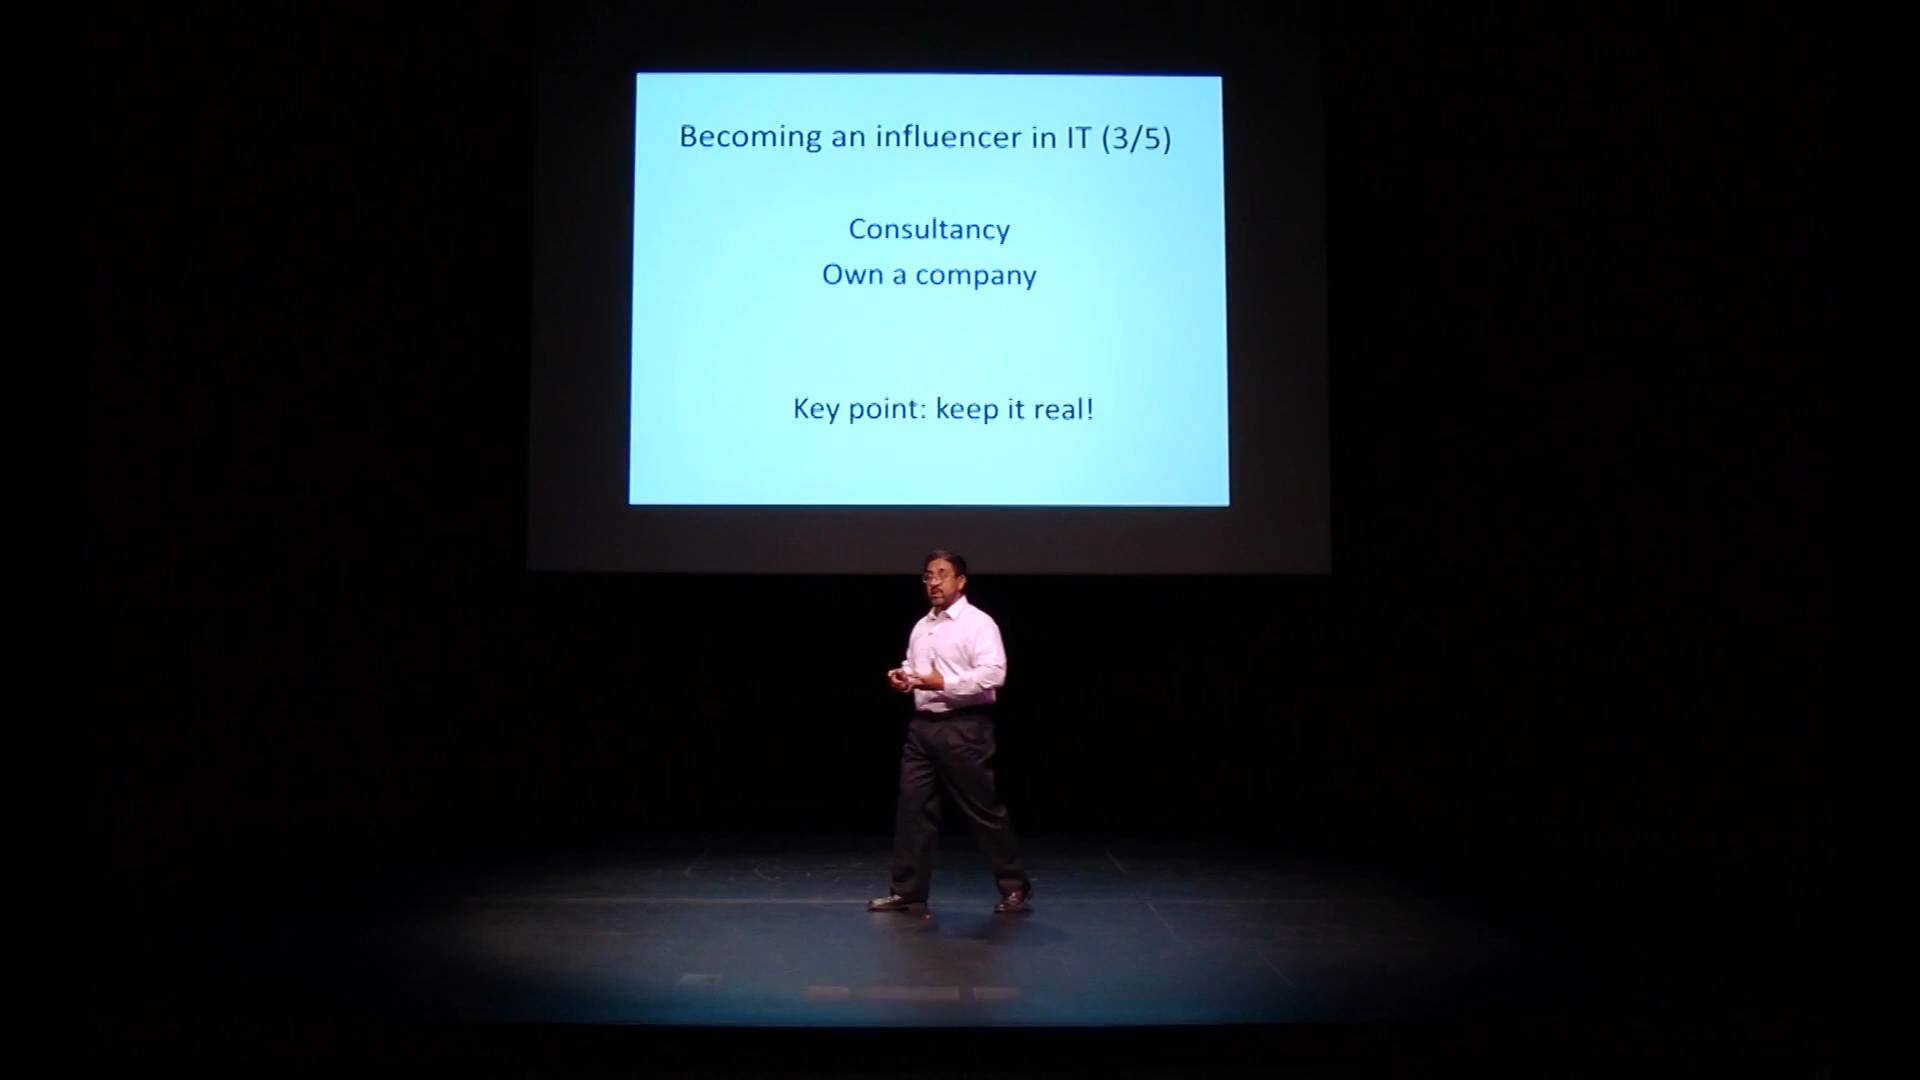 Becoming an influencer in IT (3/5)
Consultancy
Own a company
Key point: keep it real!